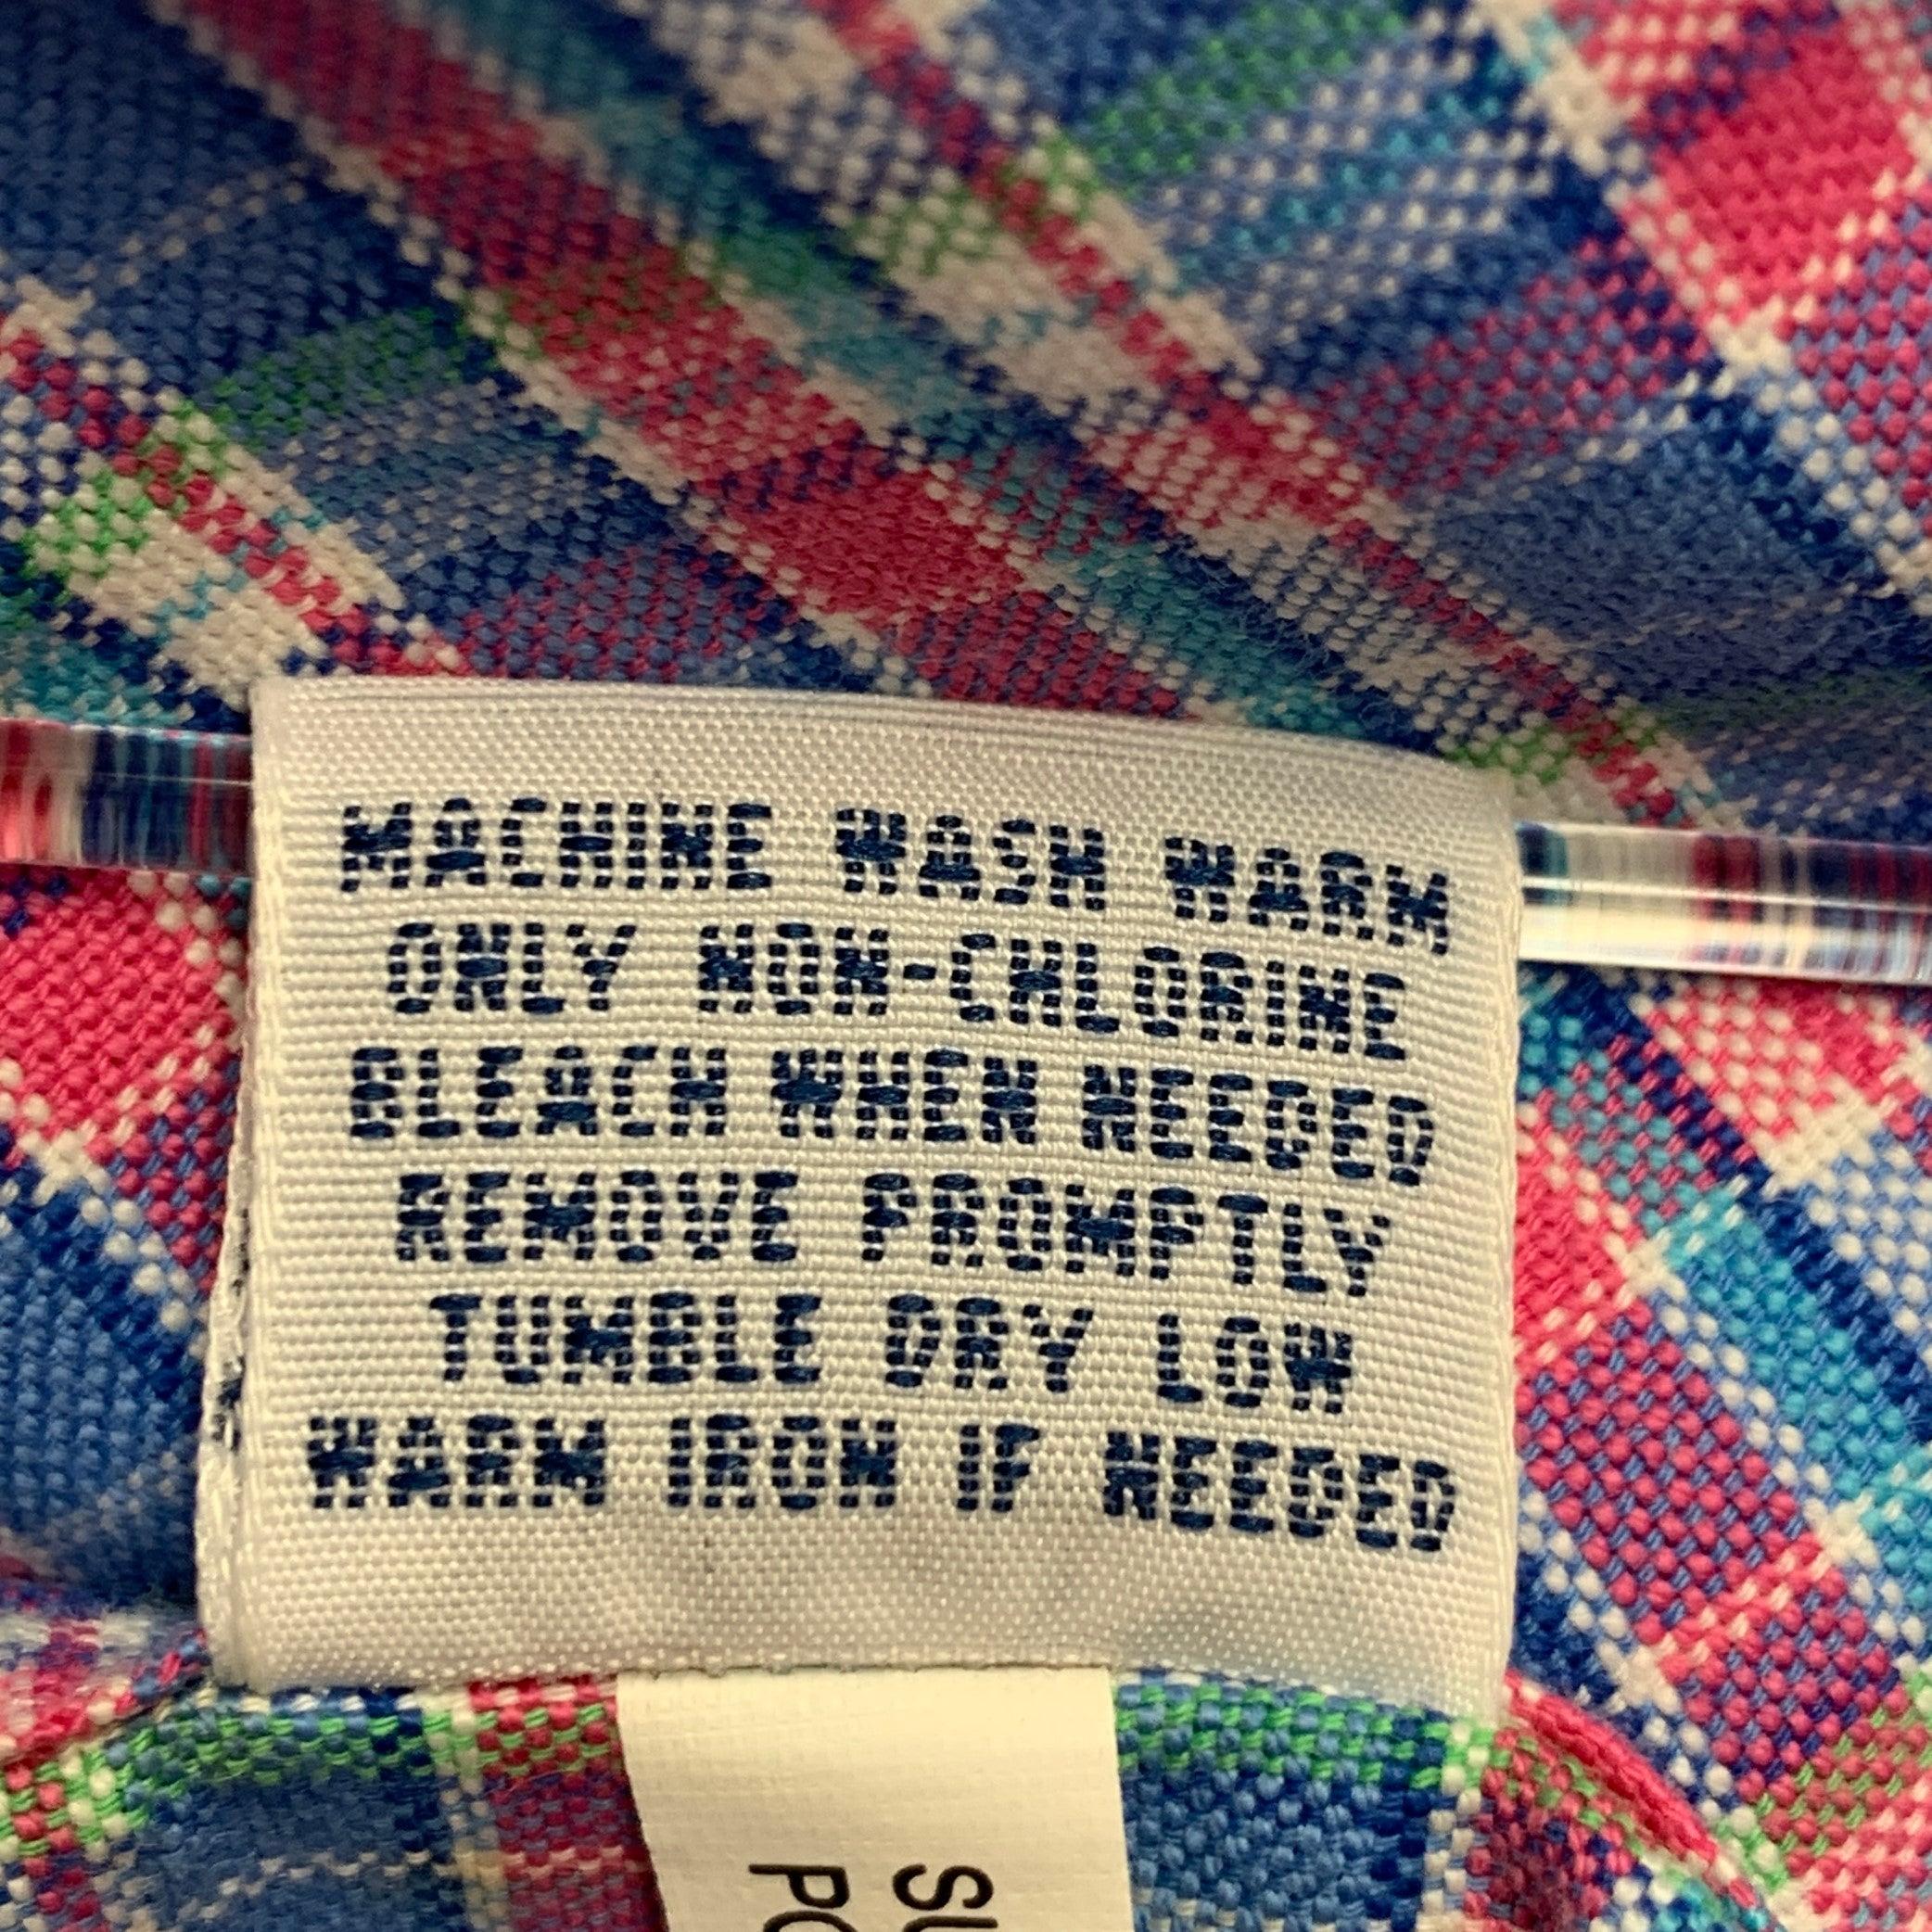 MACHINE WASH WARM
ONLY NON-CHLORINE
BLEACH WHEN NEEDED
REMOVE PROMPTLY
TUMBLE DRY LOW
WARM IRON IF NEEDED